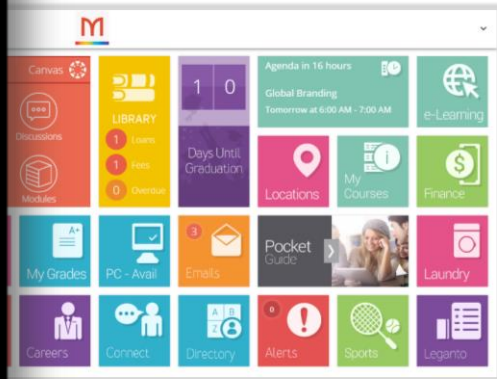 M
Canvas
Discussions
Modules
LIBRARY
1 Loans
1 Fees
0 Overdue
1 0
Days Until
Graduation
Agenda in 16 hours
Global Branding
Tomorrow at 6:00 AM - 7:00 AM
e-Learning
Locations
My
Courses
i
Finance
$
A+
My Grades
PC - Avail
3
Emails
Pocket
Guide
Laundry
Careers
Connect
A B
Z
Directory
0
!
Alerts
Sports
Leganto